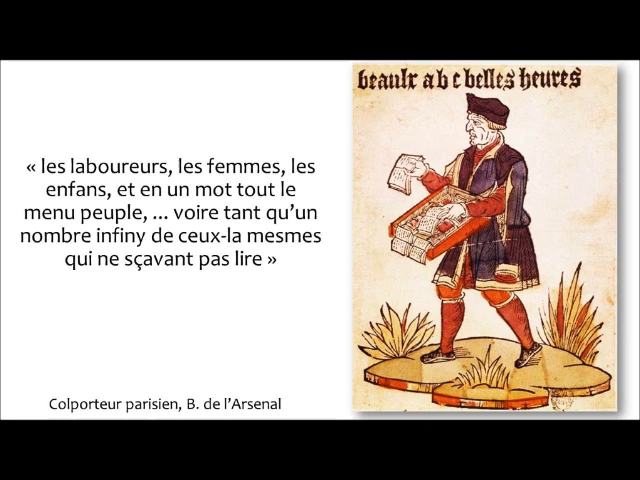 beaulx a b c belles heures
« les laboureurs, les femmes, les
enfans, et en un mot tout le
menu peuple, ... voire tant qu’un
nombre infiny de ceux-la mesmes
qui ne sçavant pas lire »
Colporteur parisien, B. de l’Arsenal